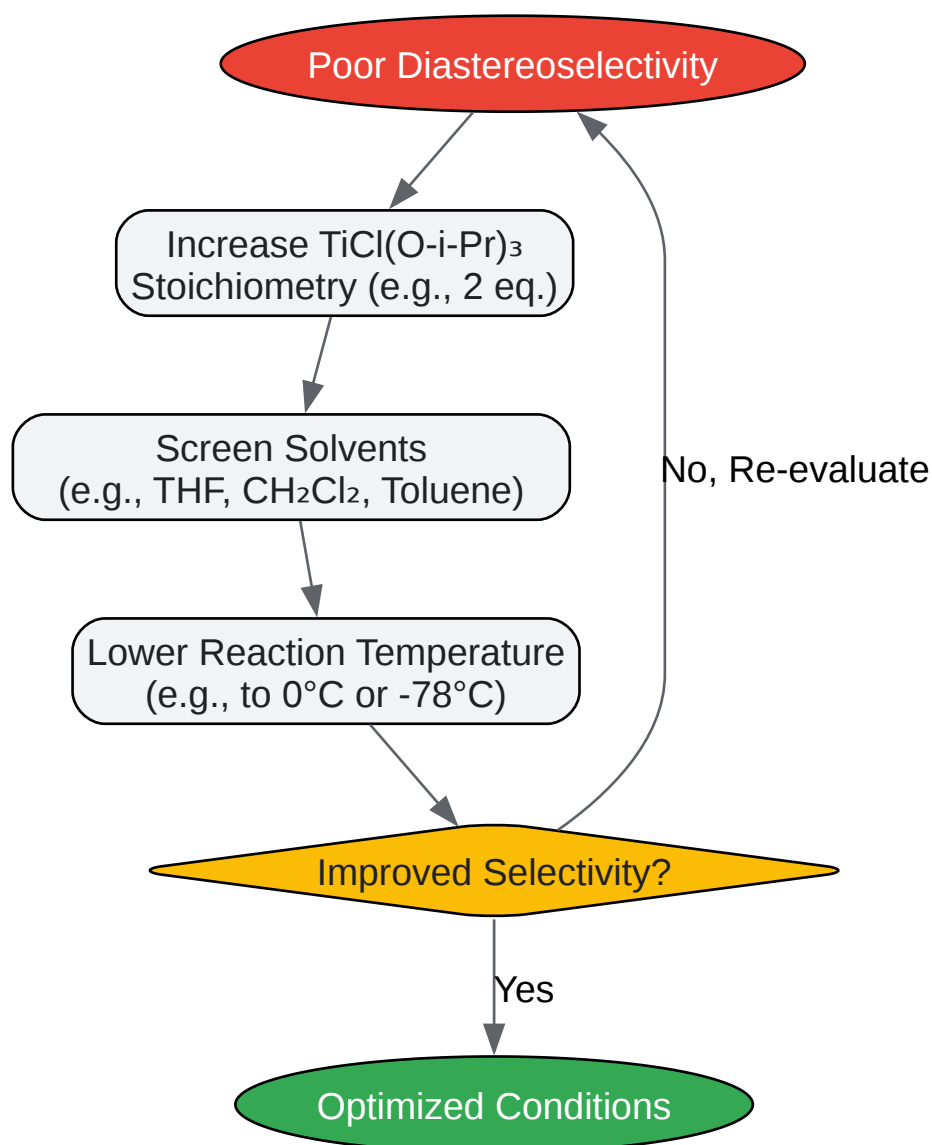 Poor Diastereoselectivity
Increase TiCl(O-i-Pr)₃
Stoichiometry (e.g., 2 eq.)
Screen Solvents
(e.g., THF, CH₂Cl₂, Toluene)
No, Re-evaluate
Lower Reaction Temperature
(e.g., to 0°C or -78°C)
Improved Selectivity?
Yes
Optimized Conditions